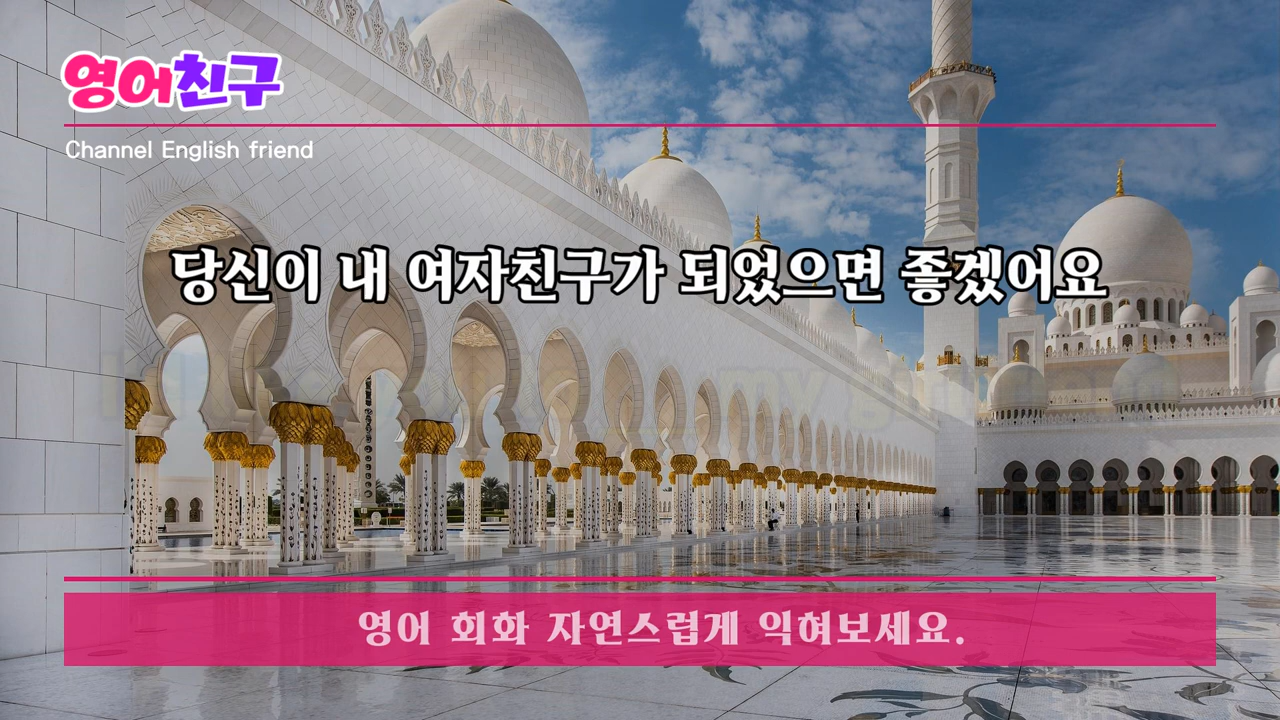 영어친구
Channel English friend
당신이 내 여자친구가 되었으면 좋겠어요
영어 회화 자연스럽게 익혀보세요.